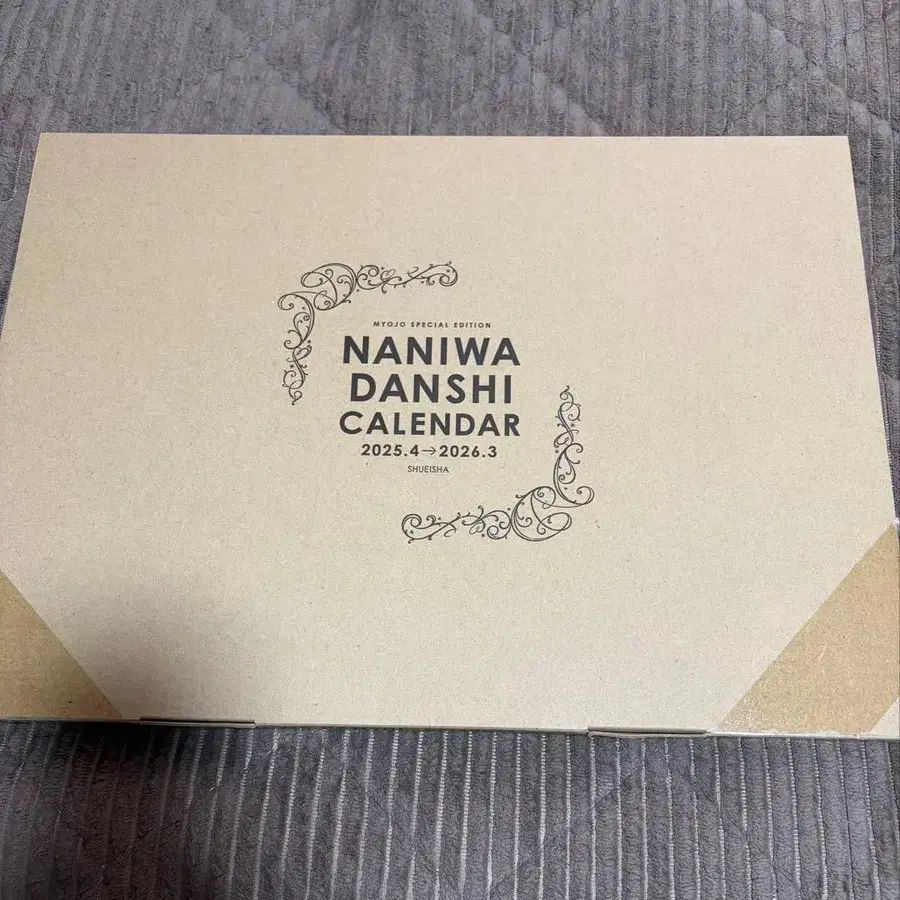 MYOJO SPECIAL EDITION
NANIWA
DANSHI
CALENDAR
2025.4→2026.3
SHUEISHA